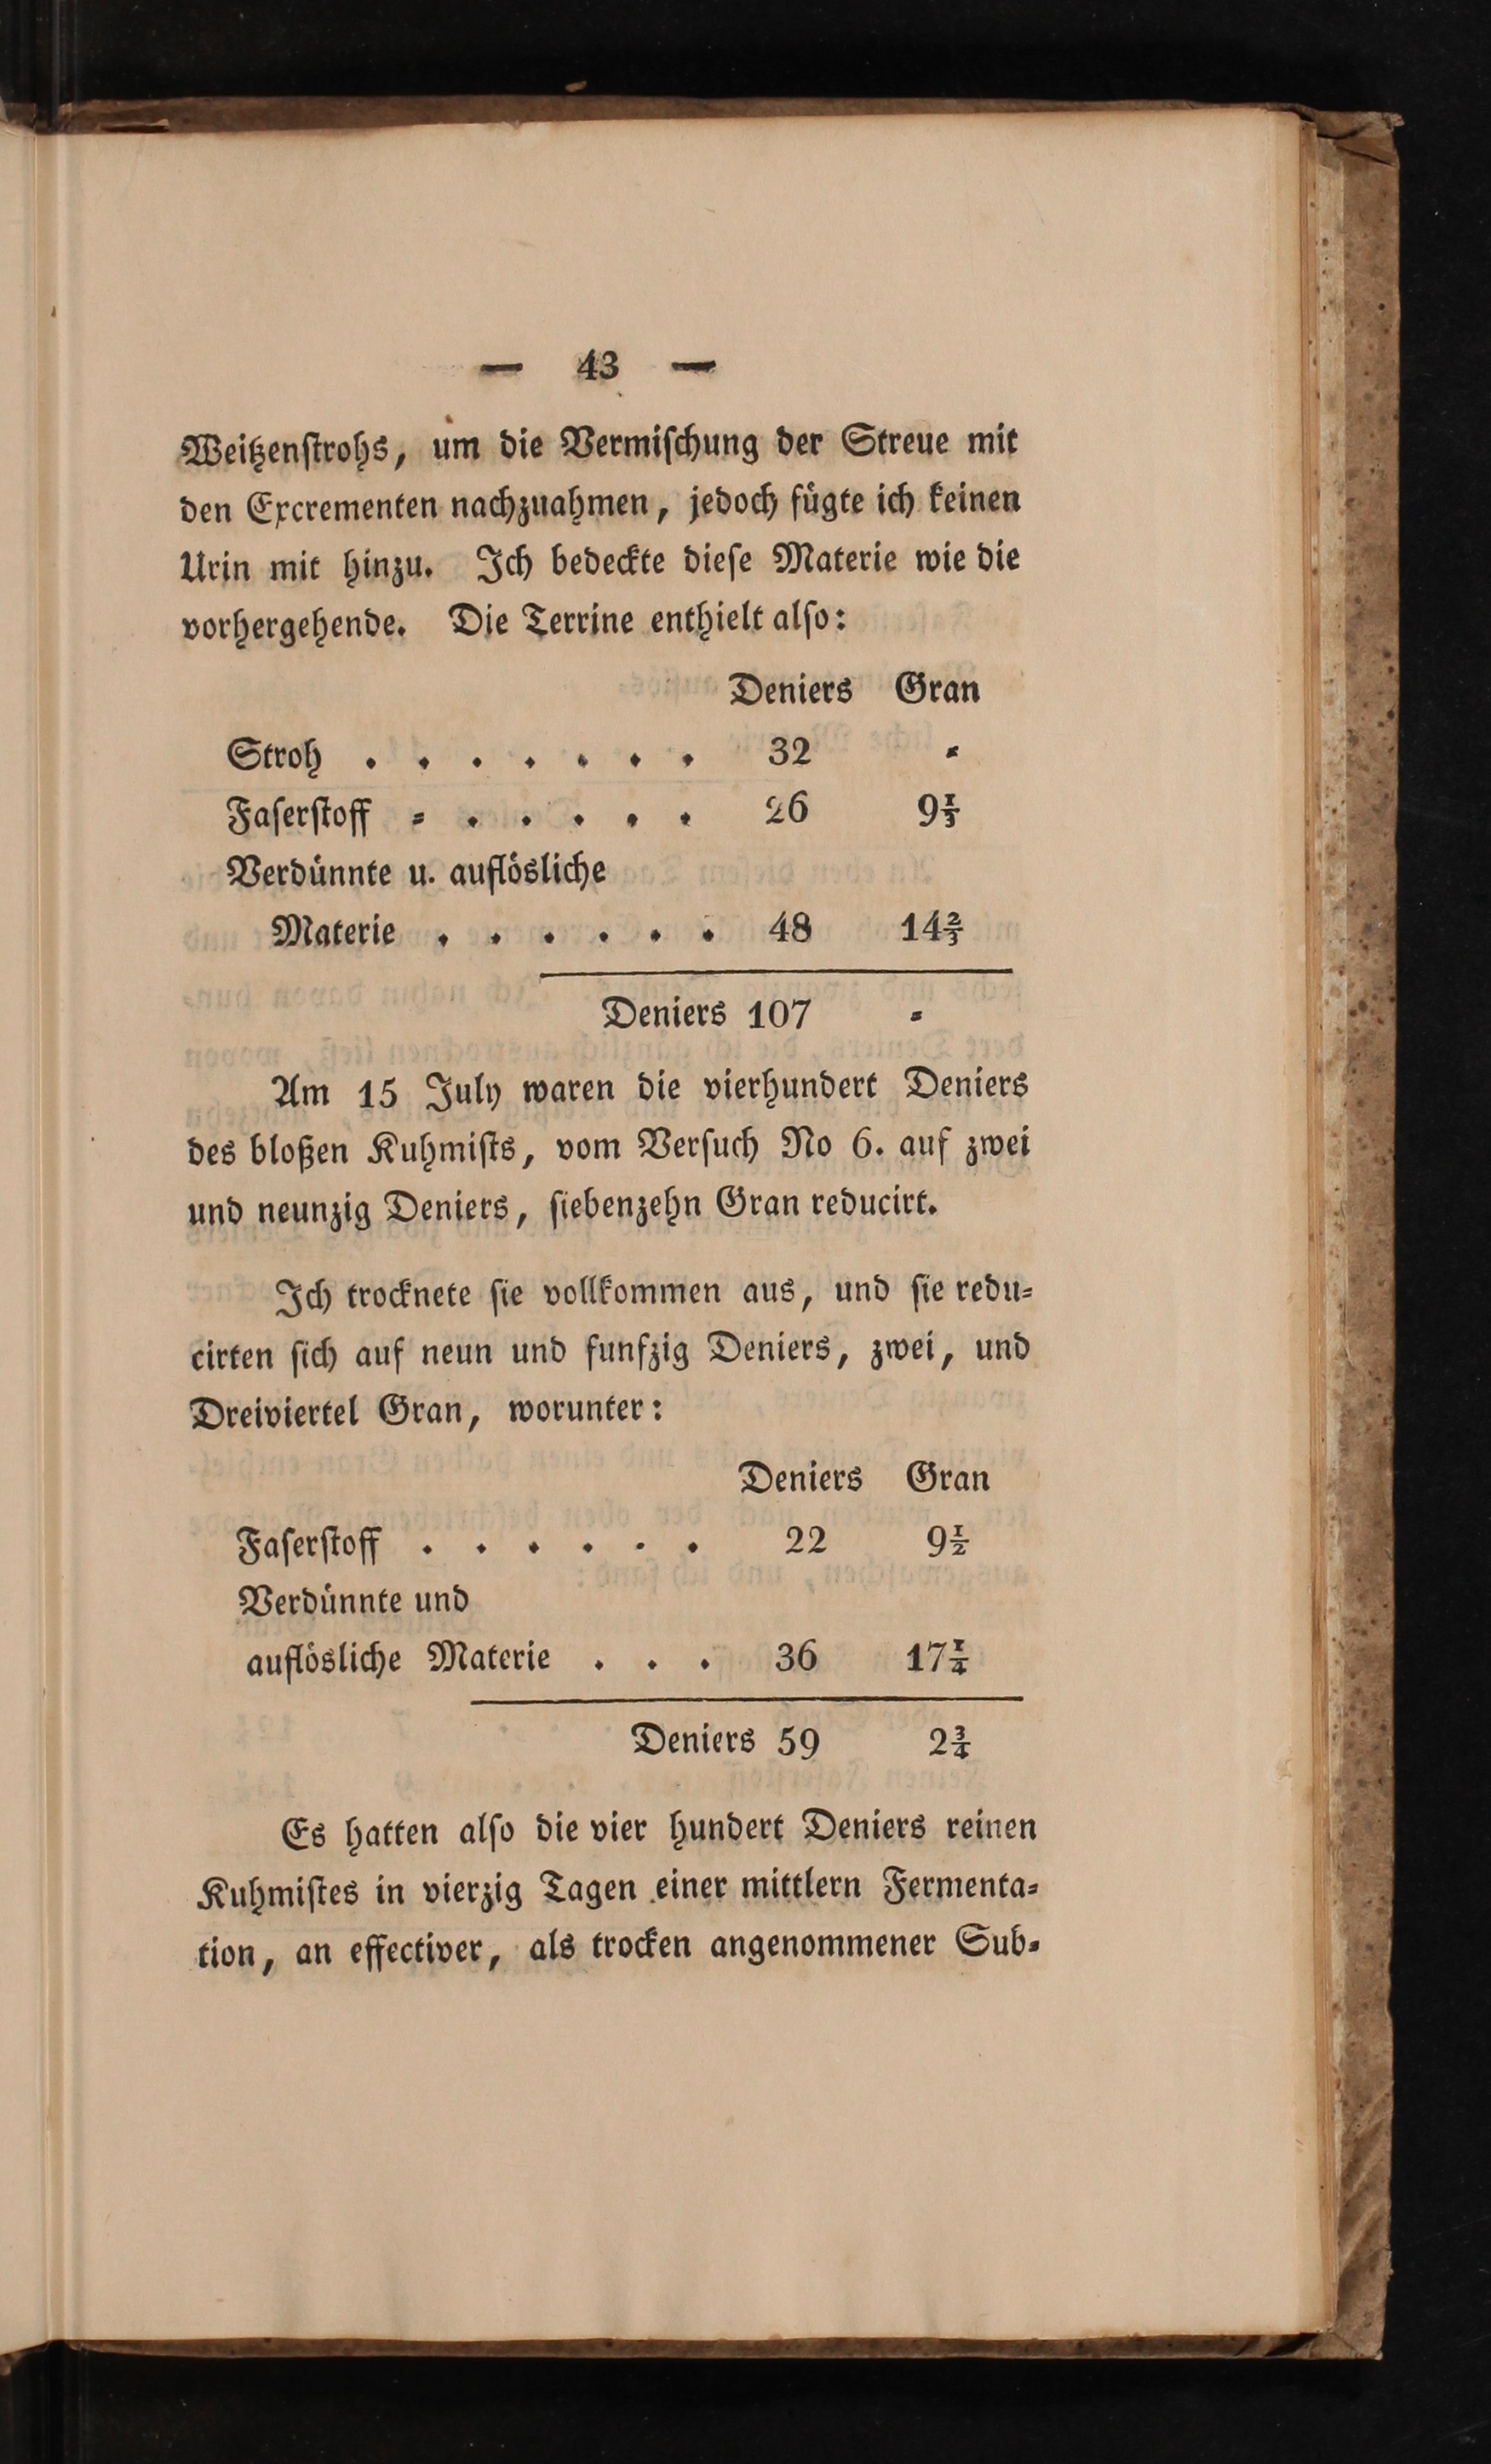 — 43 —
Weitzenſtrohs, um die Vermiſchung der Streue mit
den Excrementen nachzuahmen, jedoch fügte ich keinen
Urin mit hinzu. Ich bedeckte dieſe Materie wie die
vorhergehende. Die Terrine enthielt alſo:
Deniers Gran
Stroh . . . . . . . 32 〃
Faſerſtoff = . . . . . 26 9⅓
Verdünnte u. auflösliche
Materie . . . . . . 48 14⅔
Deniers 107 =
Am 15 July waren die vierhundert Deniers
des bloßen Kuhmiſts, vom Verſuch No 6. auf zwei
und neunzig Deniers, ſiebenzehn Gran reducirt.
Ich trocknete ſie vollkommen aus, und ſie redu=
cirten ſich auf neun und funfzig Deniers, zwei, und
Dreiviertel Gran, worunter:
Deniers Gran
Faſerſtoff . . . . . . 22 9½
Verdünnte und
auflösliche Materie . . . 36 17¼
Deniers 59 2¾
Es hatten alſo die vier hundert Deniers reinen
Kuhmiſtes in vierzig Tagen einer mittlern Fermenta=
tion, an effectiver, als trocken angenommener Sub=